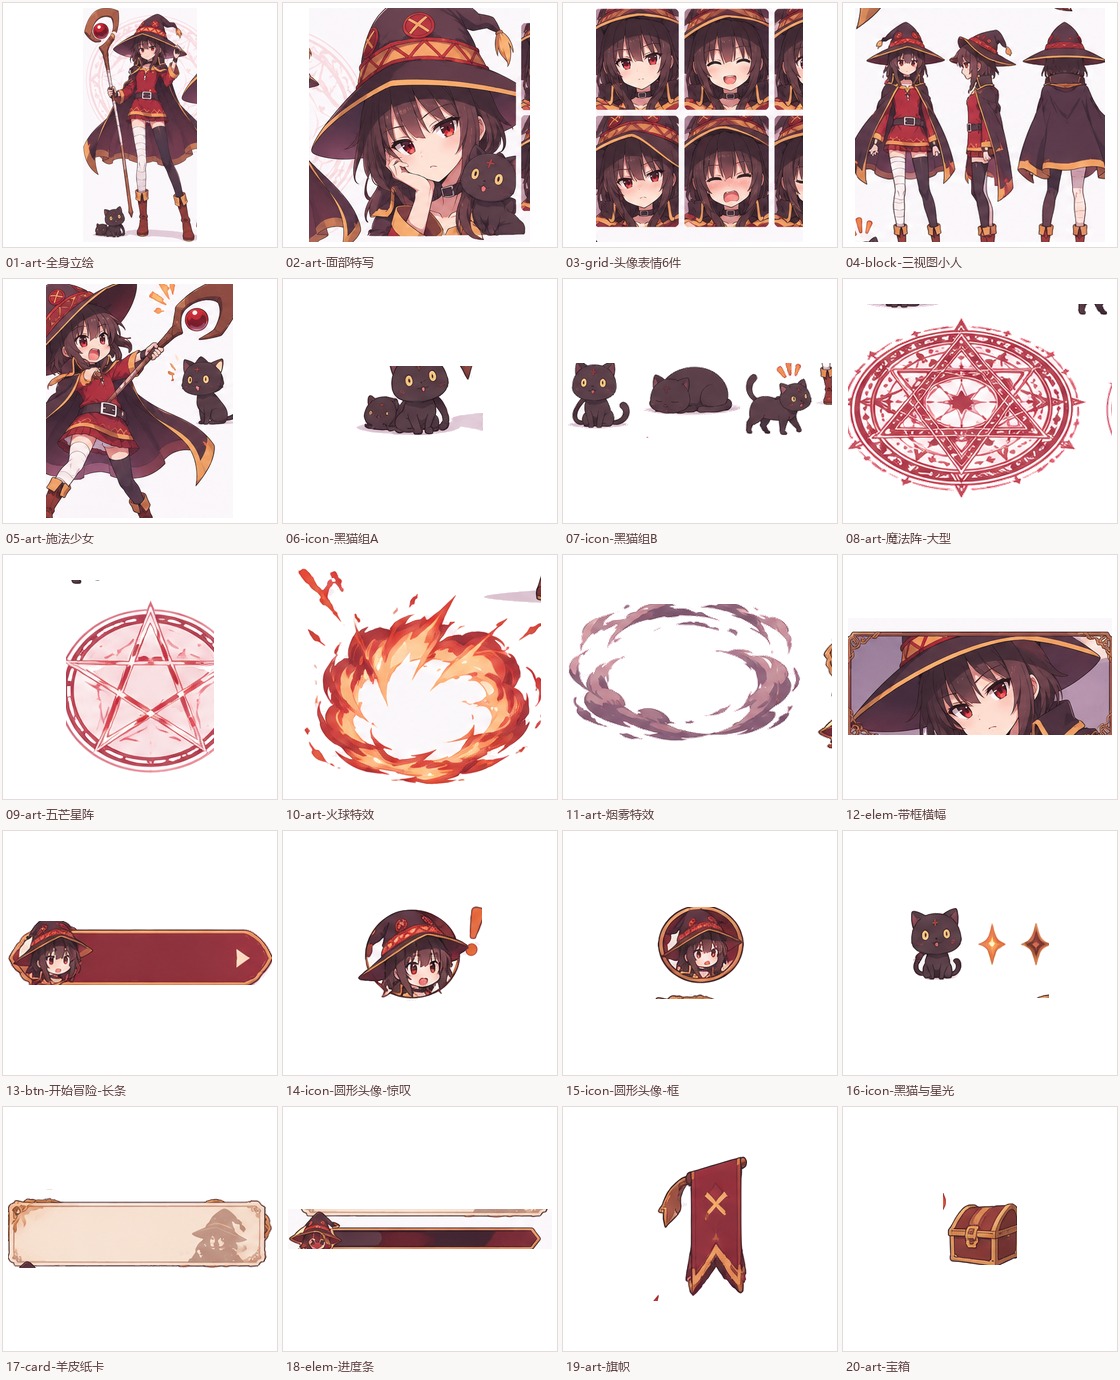 01-art-全身立绘
02-art-面部特写
03-grid-头像表情6件
04-block-三视图小人
05-art-施法少女
06-icon-黑猫组A
07-icon-黑猫组B
08-art-魔法阵-大型
09-art-五芒星阵
10-art-火球特效
11-art-烟雾特效
12-elem-带框横幅
13-btn-开始冒险-长条
14-icon-圆形头像-惊叹
15-icon-圆形头像-框
16-icon-黑猫与星光
17-card-羊皮纸卡
18-elem-进度条
19-art-旗帜
20-art-宝箱